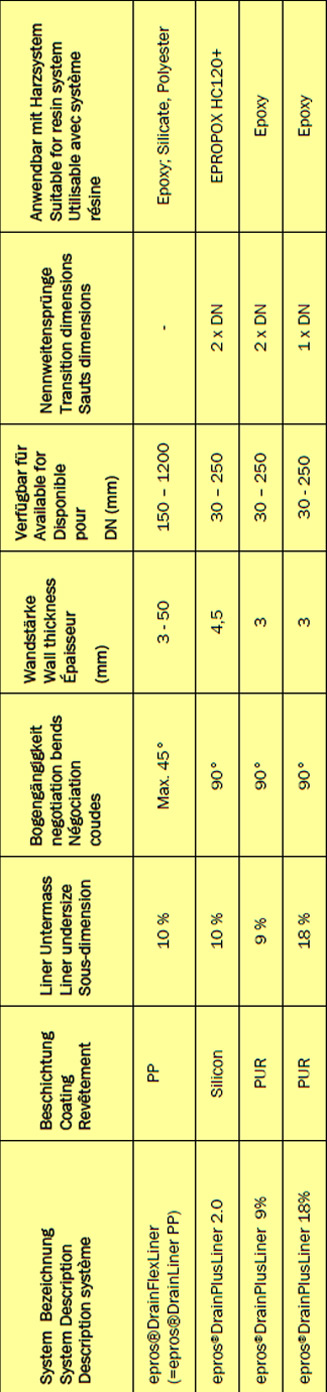 System Bezeichnung
System Description
Description système
Beschichtung
Coating
Revêtement
Liner Untermass
Liner undersize
Sous-dimension
Bogengängigkeit
negotiation bends
Négociation
coudes
Wandstärke
Wall thickness
Épaisseur
(mm)
Verfügbar für
Available for
Disponible
pour
DN (mm)
Nennweitensprünge
Transition dimensions
Sauts dimensions
Anwendbar mit Harzsystem
Suitable for resin system
Utilisable avec système
résine
epros®DrainFlexLiner
(=epros®DrainLiner PP)
PP
10 %
Max. 45°
3 - 50
150 – 1200
-
Epoxy; Silicate, Polyester
epros®DrainPlusLiner 2.0
Silicon
10 %
90°
4,5
30 – 250
2 x DN
EPROPOX HC120+
epros®DrainPlusLiner 9%
PUR
9 %
90°
3
30 – 250
2 x DN
Epoxy
epros®DrainPlusLiner 18%
PUR
18 %
90°
3
30 - 250
1 x DN
Epoxy